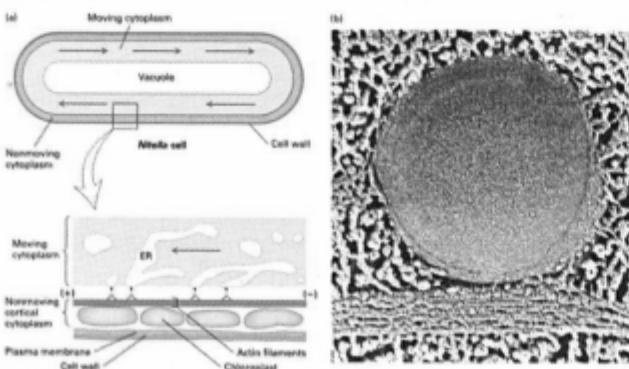 (a)
Moving cytoplasm
Vacuole
Nonmoving
cytoplasm
Nitella cell
Cell wall
Moving
cytoplasm
ER
(+)
(−)
Nonmoving
cortical
cytoplasm
Plasma membrane
Cell wall
Actin filaments
Chloroplast
(b)